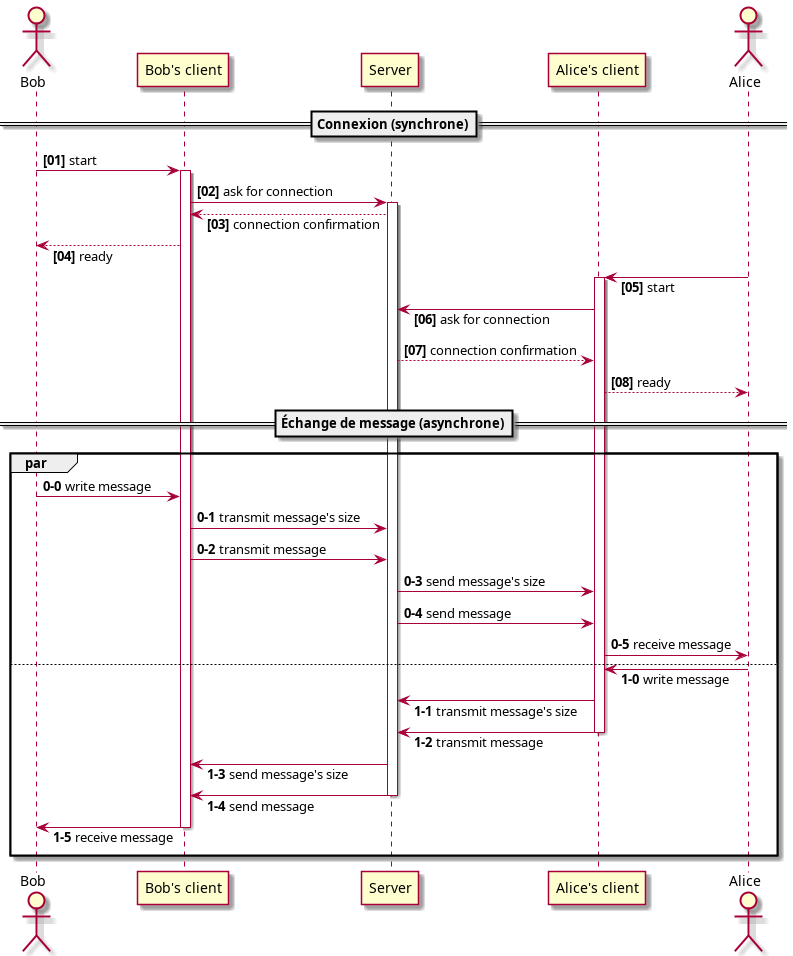 Bob
Bob's client
Server
Alice's client
Alice
Connexion (synchrone)
[01] start
[02] ask for connection
[03] connection confirmation
[04] ready
[05] start
[06] ask for connection
[07] connection confirmation
[08] ready
Échange de message (asynchrone)
par
0-0 write message
0-1 transmit message's size
0-2 transmit message
0-3 send message's size
0-4 send message
0-5 receive message
1-0 write message
1-1 transmit message's size
1-2 transmit message
1-3 send message's size
1-4 send message
1-5 receive message
Bob
Bob's client
Server
Alice's client
Alice